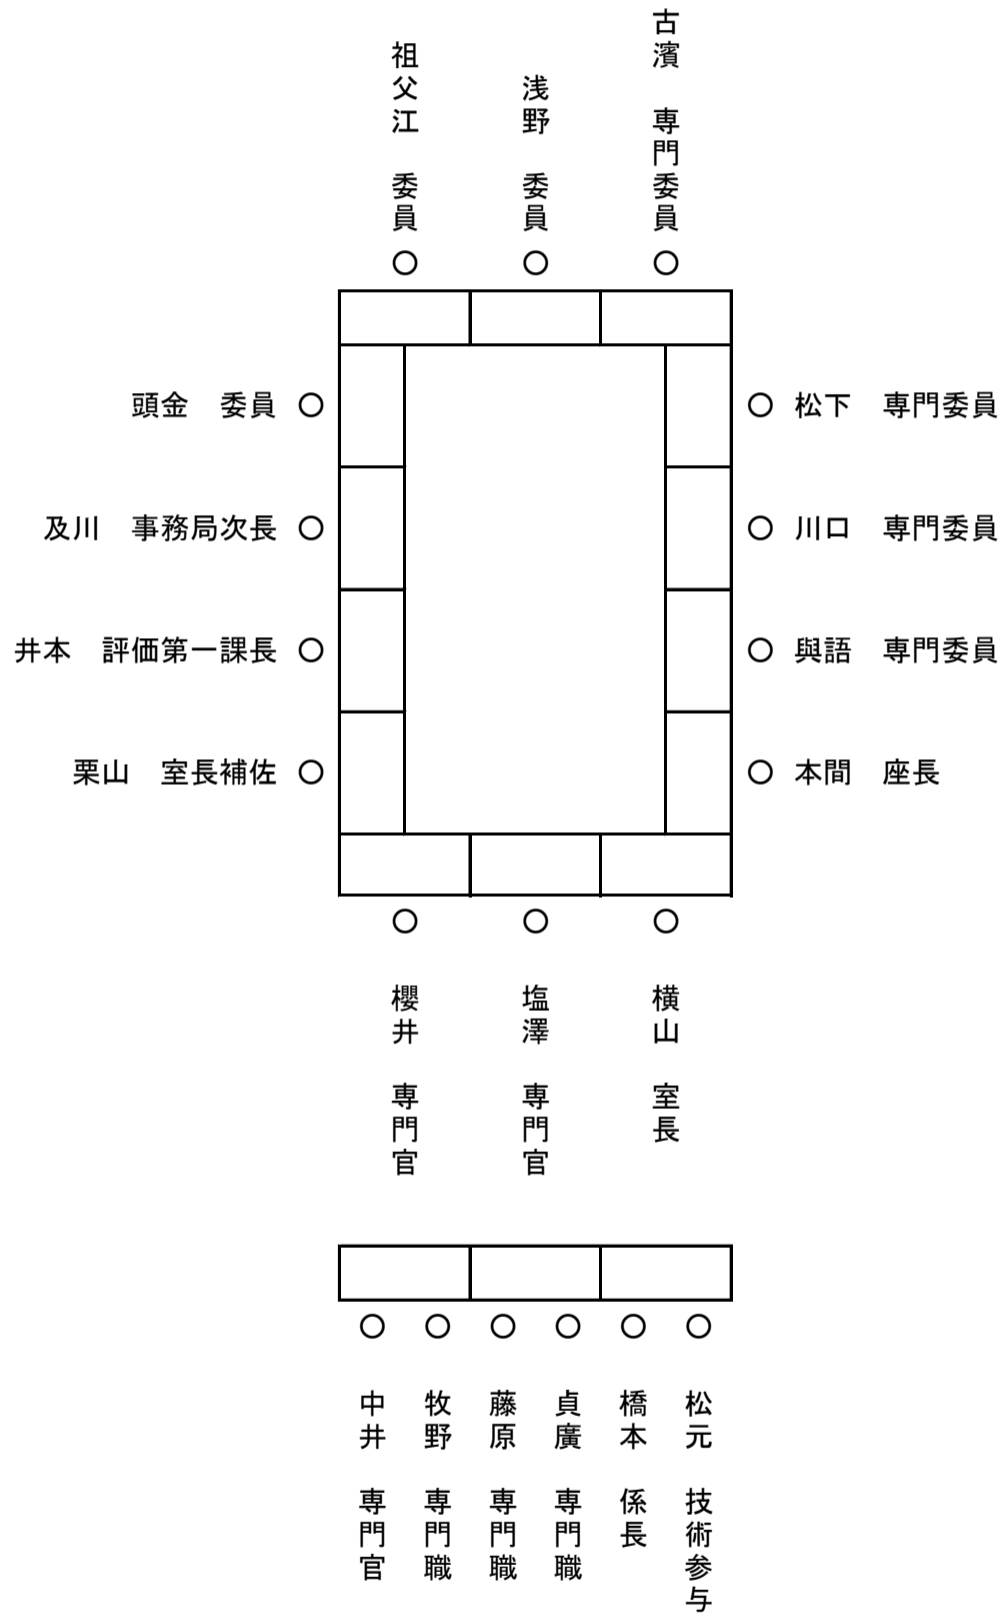 祖父江　委員
浅野　委員
古濱　専門委員
頭金　委員
松下　専門委員
及川　事務局次長
川口　専門委員
井本　評価第一課長
與語　専門委員
栗山　室長補佐
本間　座長
櫻井　専門官
塩澤　専門官
横山　室長
中井　専門官
牧野　専門職
藤原　専門職
貞廣　専門職
橋本　係長
松元　技術参与